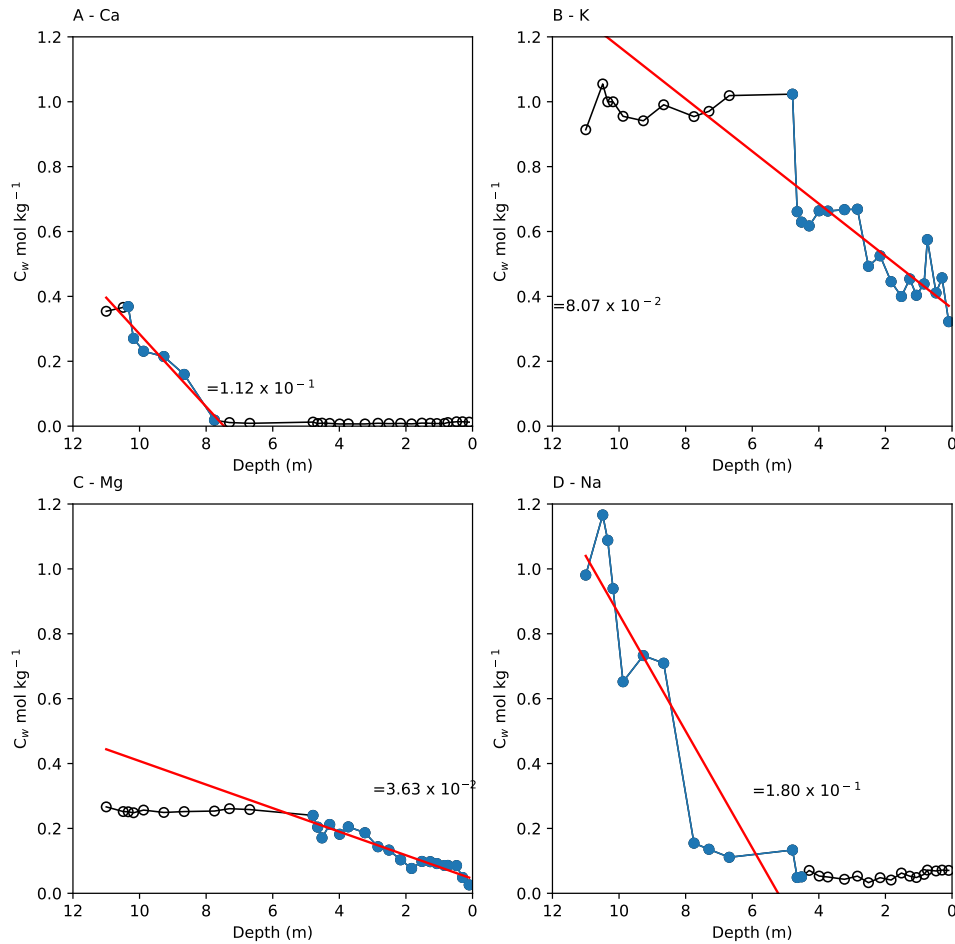 A - Ca
1.2
1.0
0.8
0.6
0.4
0.2
0.0
C_w mol kg⁻¹
=1.12 x 10⁻¹
12 10 8 6 4 2 0
Depth (m)
B - K
1.2
1.0
0.8
0.6
0.4
0.2
0.0
C_w mol kg⁻¹
=8.07 x 10⁻²
12 10 8 6 4 2 0
Depth (m)
C - Mg
1.2
1.0
0.8
0.6
0.4
0.2
0.0
C_w mol kg⁻¹
=3.63 x 10⁻²
12 10 8 6 4 2 0
Depth (m)
D - Na
1.2
1.0
0.8
0.6
0.4
0.2
0.0
C_w mol kg⁻¹
=1.80 x 10⁻¹
12 10 8 6 4 2 0
Depth (m)